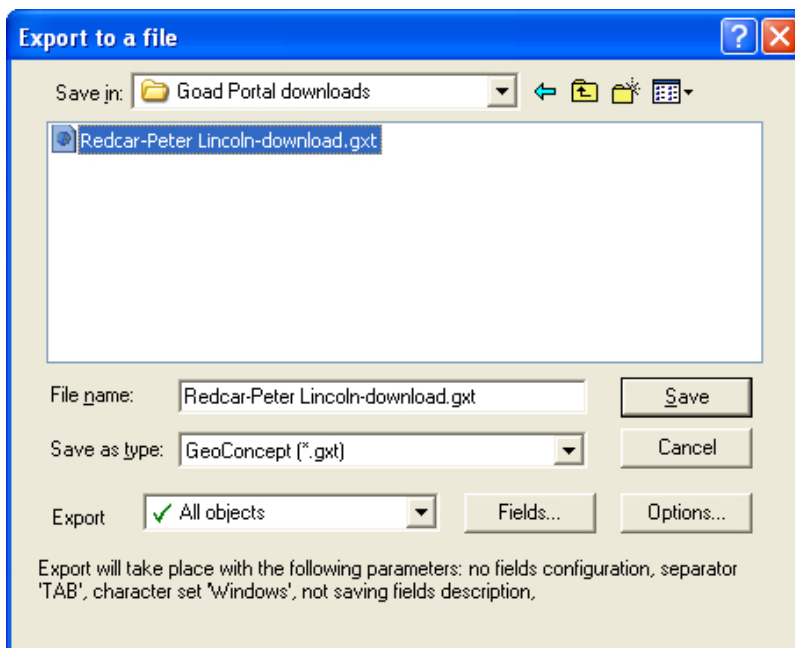 Export to a file
Save in: Goad Portal downloads
Redcar-Peter Lincoln-download.gxt
File name: Redcar-Peter Lincoln-download.gxt Save
Save as type: GeoConcept (*.gxt) Cancel
Export All objects Fields... Options...
Export will take place with the following parameters: no fields configuration, separator
'TAB', character set 'Windows', not saving fields description,